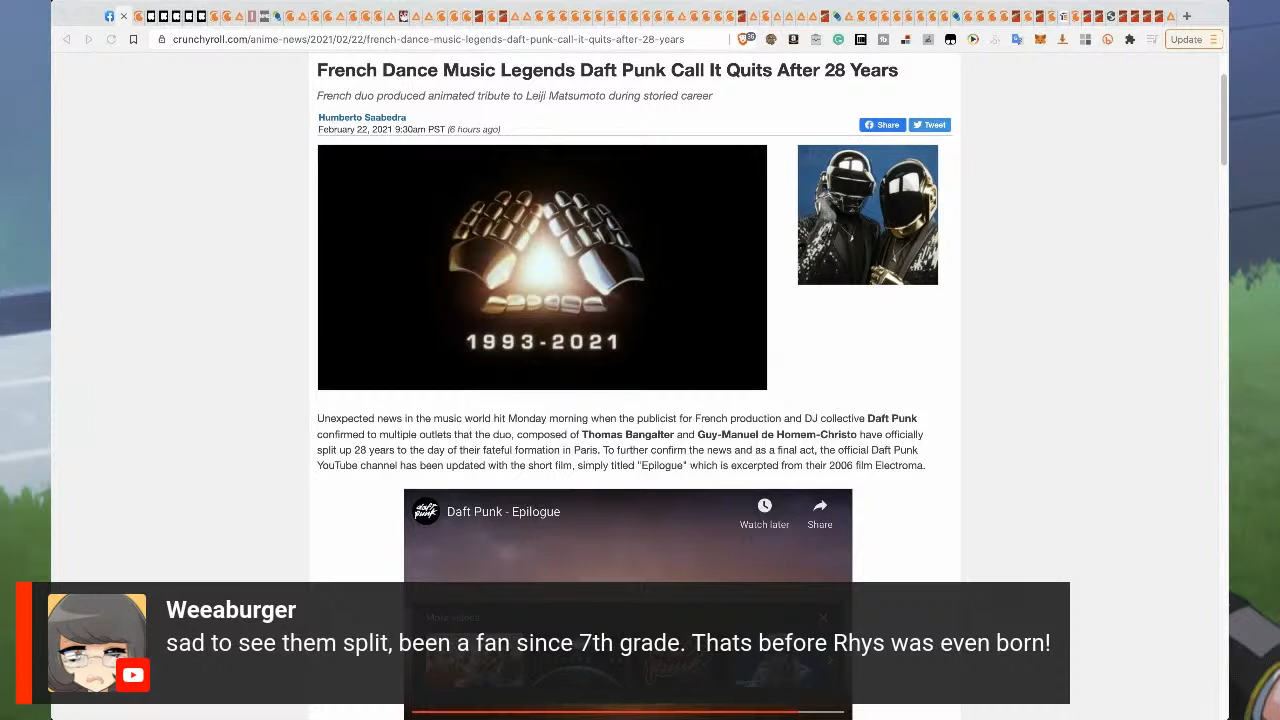 crunchyroll.com/anime-news/2021/02/22/french-dance-music-legends-daft-punk-call-it-quits-after-28-years
36
Update
French Dance Music Legends Daft Punk Call It Quits After 28 Years
French duo produced animated tribute to Leiji Matsumoto during storied career
Humberto Saabedra
February 22, 2021 9:30am PST (6 hours ago)
Share
Tweet
1993-2021
Unexpected news in the music world hit Monday morning when the publicist for French production and DJ collective Daft Punk
confirmed to multiple outlets that the duo, composed of Thomas Bangalter and Guy-Manuel de Homem-Christo have officially
split up 28 years to the day of their fateful formation in Paris. To further confirm the news and as a final act, the official Daft Punk
YouTube channel has been updated with the short film, simply titled "Epilogue" which is excerpted from their 2006 film Electroma.
daft punk
Daft Punk - Epilogue
Watch later
Share
More videos
Weeaburger
sad to see them split, been a fan since 7th grade. Thats before Rhys was even born!